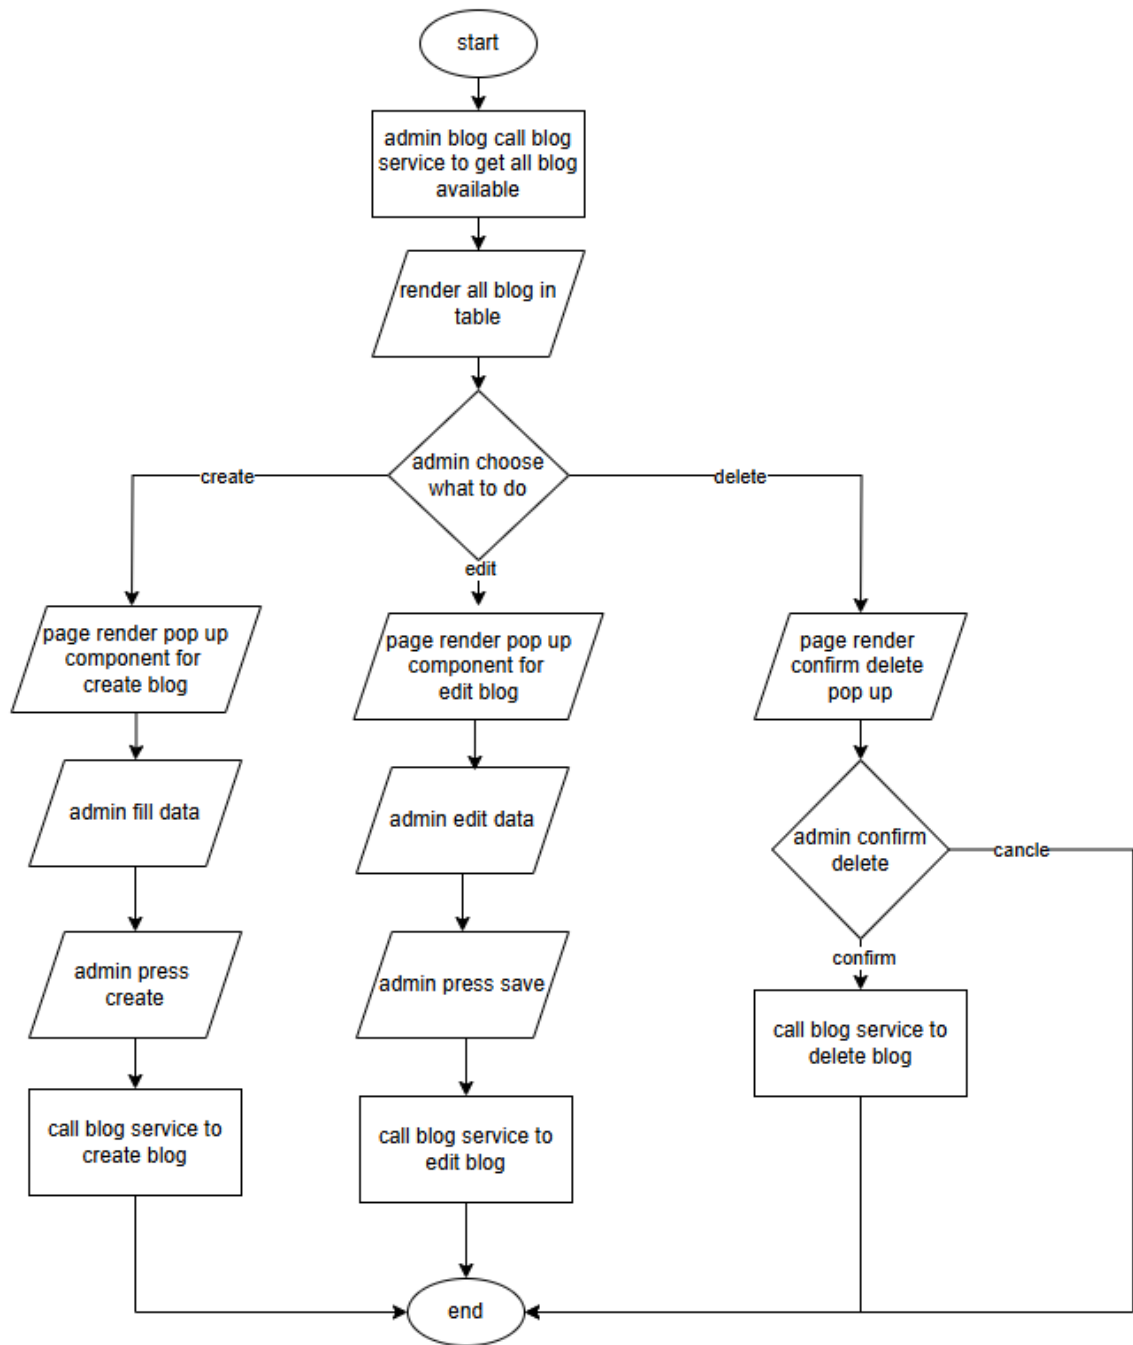 start
admin blog call blog
service to get all blog
available
render all blog in
table
admin choose
what to do
create
delete
edit
page render pop up
component for
create blog
page render pop up
component for
edit blog
page render
confirm delete
pop up
admin fill data
admin edit data
admin confirm
delete
cancle
confirm
admin press
create
admin press save
call blog service to
delete blog
call blog service to
create blog
call blog service to
edit blog
end